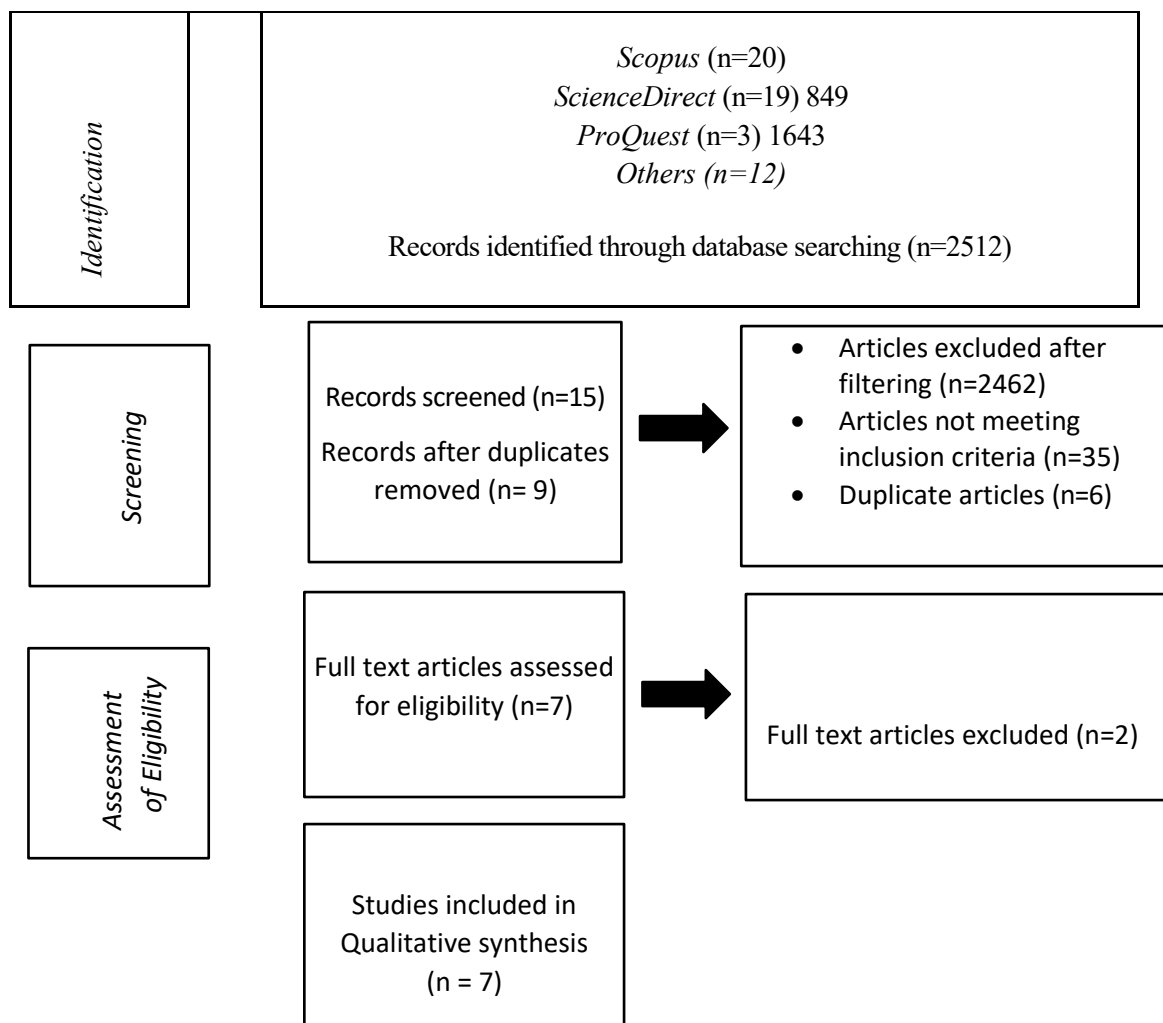 Identification
Scopus (n=20)
ScienceDirect (n=19) 849
ProQuest (n=3) 1643
Others (n=12)
Records identified through database searching (n=2512)
Screening
Records screened (n=15)
Records after duplicates
removed (n= 9)
• Articles excluded after
filtering (n=2462)
• Articles not meeting
inclusion criteria (n=35)
• Duplicate articles (n=6)
Assessment
of Eligibility
Full text articles assessed
for eligibility (n=7)
Full text articles excluded (n=2)
Studies included in
Qualitative synthesis
(n = 7)